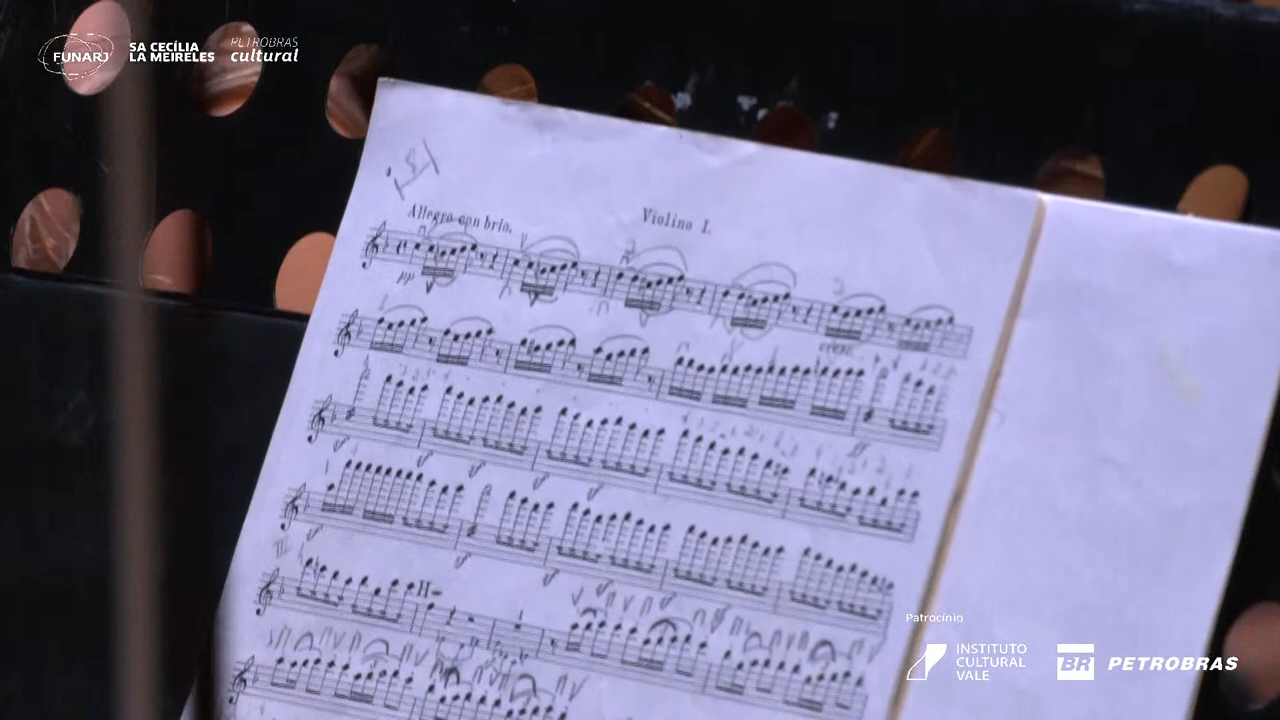 FUNARJ
SA CECÍLIA
LA MEIRELES
PETROBRAS
cultural
Violino I.
Allegro con brio.
pp
cresc.
ff
Patrocínio
INSTITUTO
CULTURAL
VALE
BR PETROBRAS